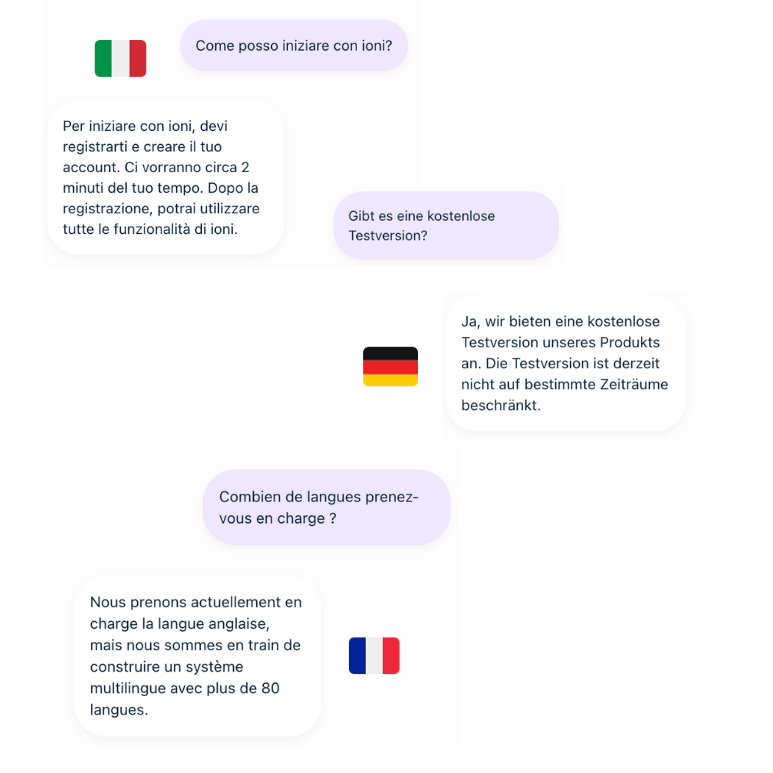 Come posso iniziare con ioni?
Per iniziare con ioni, devi
registrarti e creare il tuo
account. Ci vorranno circa 2
minuti del tuo tempo. Dopo la
registrazione, potrai utilizzare
tutte le funzionalità di ioni.
Gibt es eine kostenlose
Testversion?
Ja, wir bieten eine kostenlose
Testversion unseres Produkts
an. Die Testversion ist derzeit
nicht auf bestimmte Zeiträume
beschränkt.
Combien de langues prenez-
vous en charge ?
Nous prenons actuellement en
charge la langue anglaise,
mais nous sommes en train de
construire un système
multilingue avec plus de 80
langues.